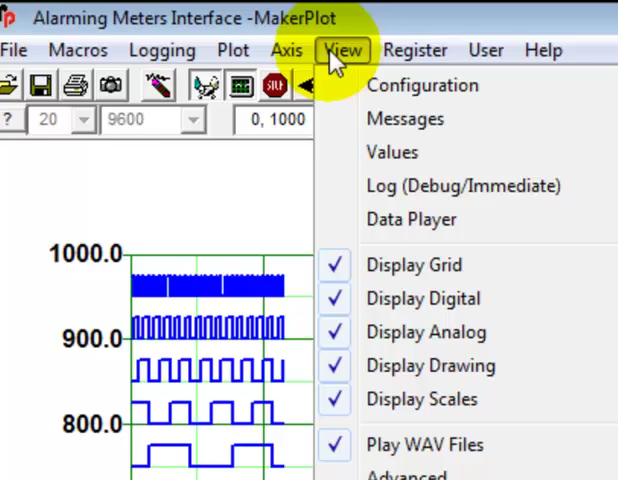 Alarming Meters Interface -MakerPlot
File Macros Logging Plot Axis View Register User Help
? 20 9600 0, 1000
Configuration
Messages
Values
Log (Debug/Immediate)
Data Player
1000.0
✓ Display Grid
✓ Display Digital
900.0
✓ Display Analog
✓ Display Drawing
✓ Display Scales
800.0
✓ Play WAV Files
Advanced